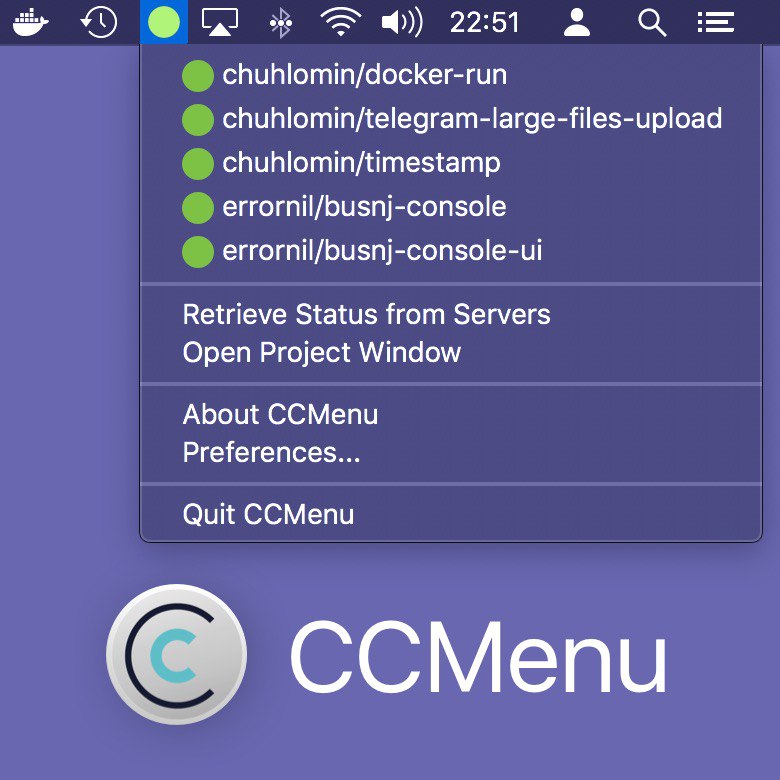 22:51
chuhlomin/docker-run
chuhlomin/telegram-large-files-upload
chuhlomin/timestamp
errornil/busnj-console
errornil/busnj-console-ui
Retrieve Status from Servers
Open Project Window
About CCMenu
Preferences...
Quit CCMenu
CCMenu